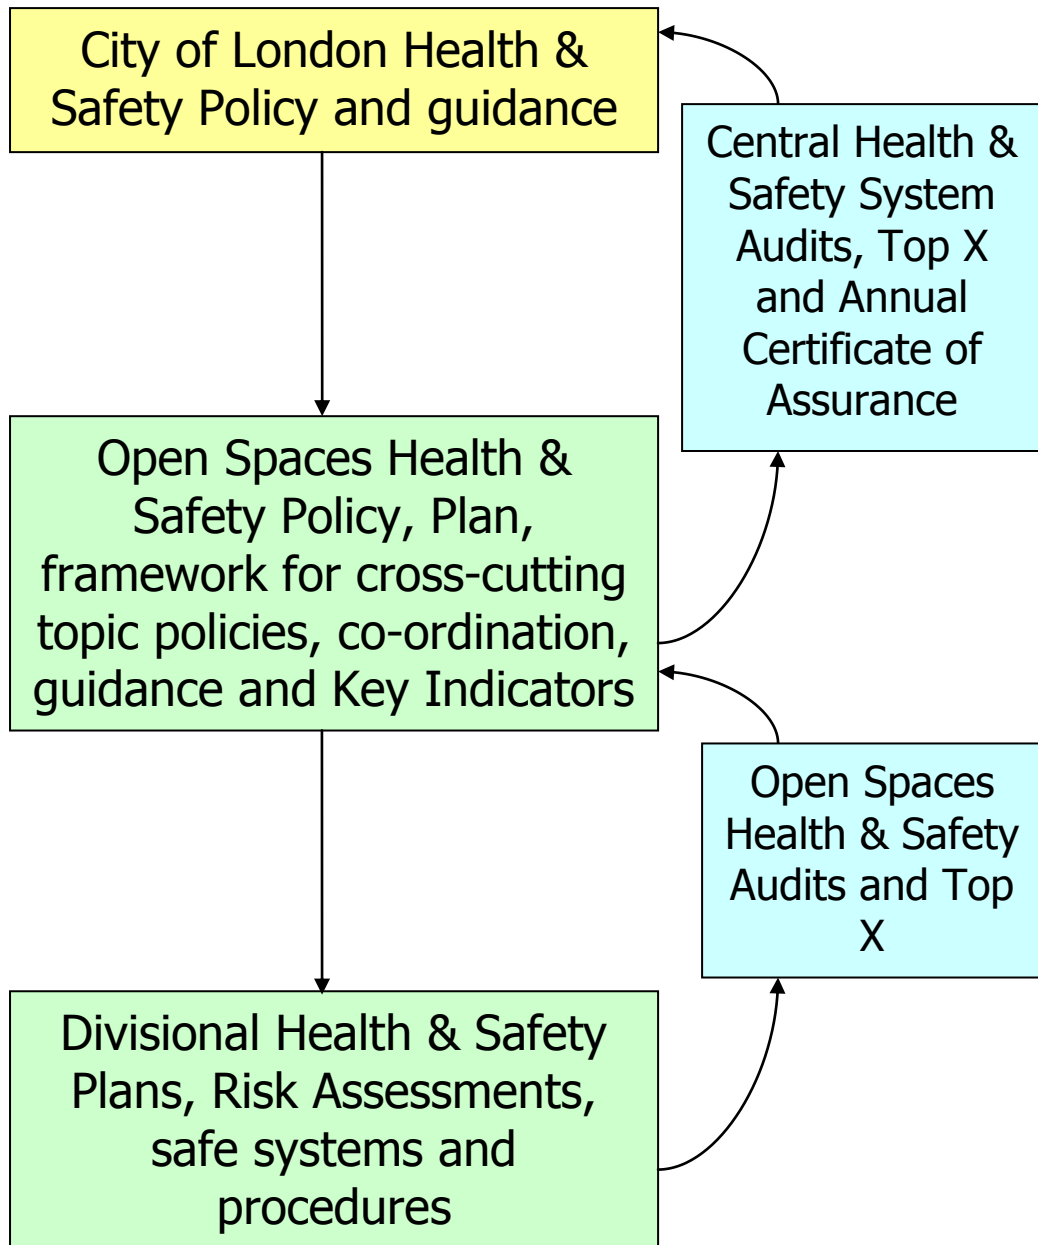 City of London Health &
Safety Policy and guidance
Central Health &
Safety System
Audits, Top X
and Annual
Certificate of
Assurance
Open Spaces Health &
Safety Policy, Plan,
framework for cross-cutting
topic policies, co-ordination,
guidance and Key Indicators
Open Spaces
Health & Safety
Audits and Top
X
Divisional Health & Safety
Plans, Risk Assessments,
safe systems and
procedures